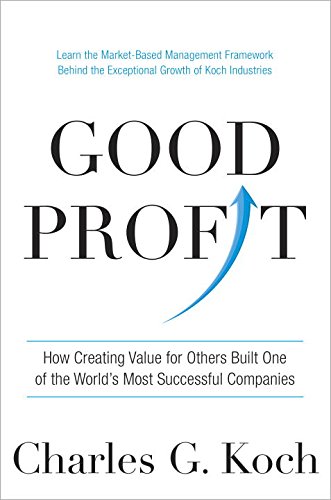 Learn the Market-Based Management Framework
Behind the Exceptional Growth of Koch Industries
GOOD
PROFIT
How Creating Value for Others Built One
of the World's Most Successful Companies
Charles G. Koch